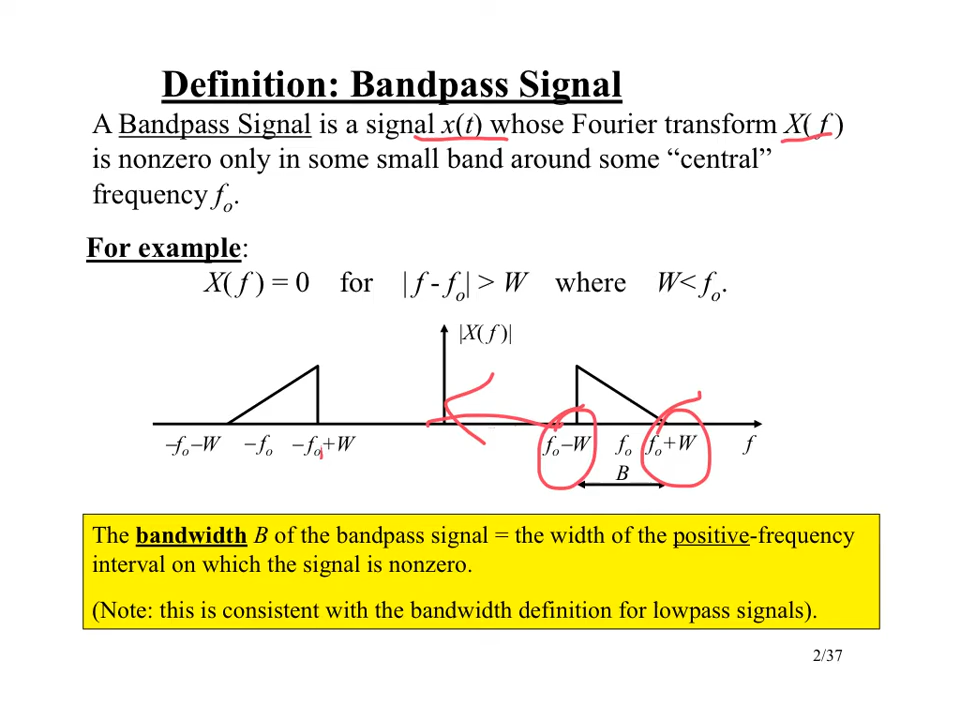 Definition: Bandpass Signal
A Bandpass Signal is a signal x(t) whose Fourier transform X( f )
is nonzero only in some small band around some “central”
frequency fo.
For example:
X( f ) = 0 for | f - fo| > W where W< fo.
|X( f )|
–fo–W – fo – fo+W fo–W fo fo+W f
B
The bandwidth B of the bandpass signal = the width of the positive-frequency
interval on which the signal is nonzero.
(Note: this is consistent with the bandwidth definition for lowpass signals).
2/37